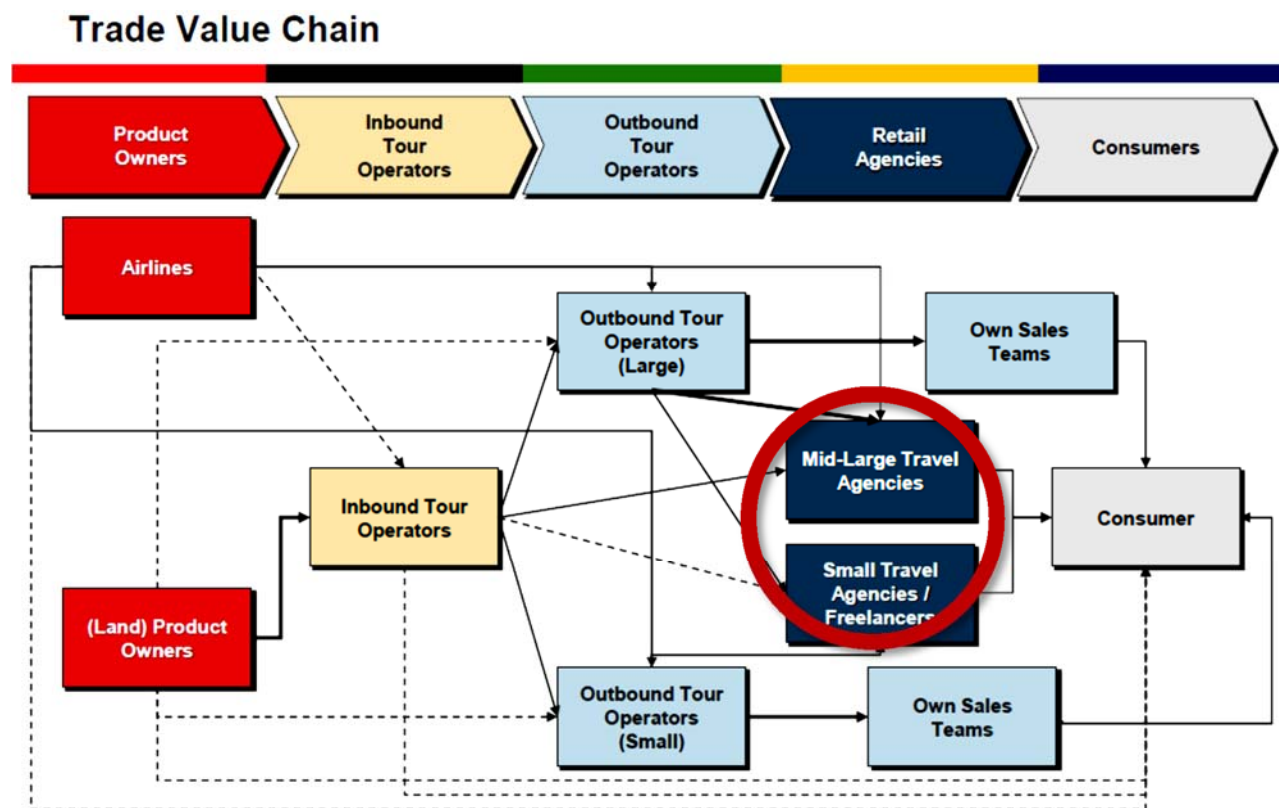 Trade Value Chain
Product
Owners
Inbound
Tour
Operators
Outbound
Tour
Operators
Retail
Agencies
Consumers
Airlines
Outbound Tour
Operators
(Large)
Own Sales
Teams
Mid-Large Travel
Agencies
Inbound Tour
Operators
Consumer
Small Travel
Agencies /
Freelancers
(Land) Product
Owners
Outbound Tour
Operators
(Small)
Own Sales
Teams